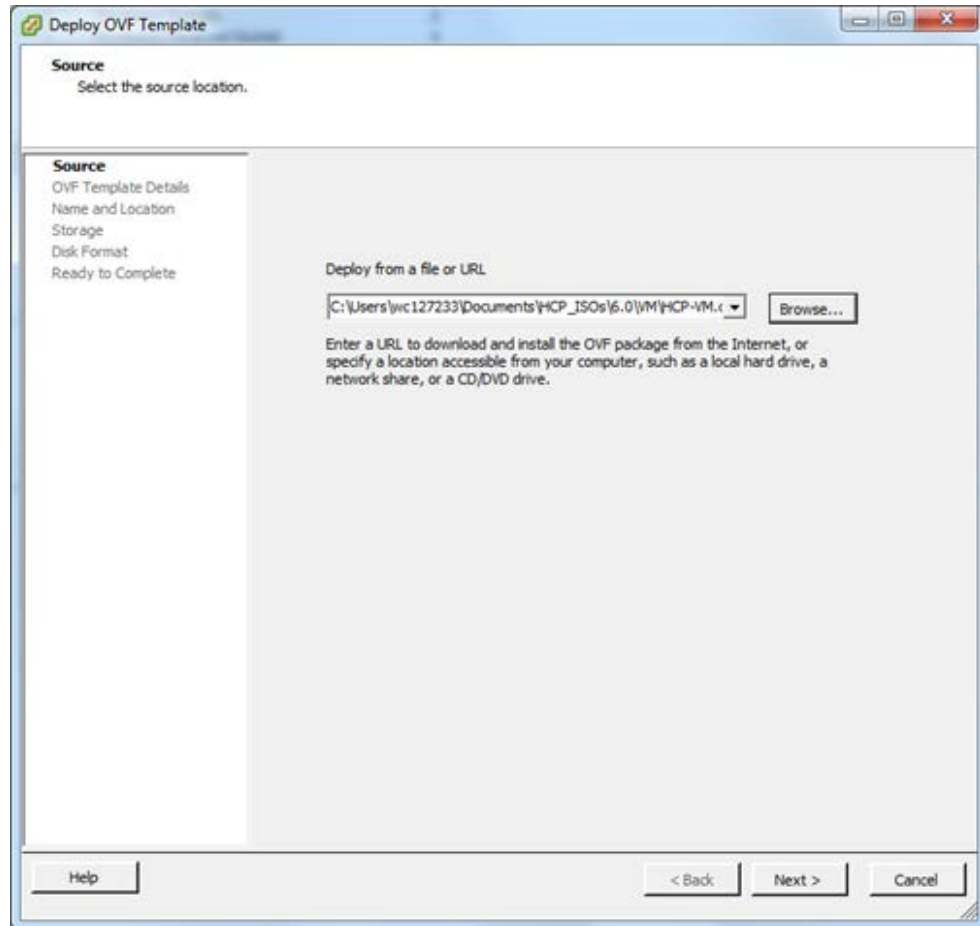 Deploy OVF Template
Source
Select the source location.
Source
OVF Template Details
Name and Location
Storage
Disk Format
Ready to Complete
Deploy from a file or URL
C:\Users\wc127233\Documents\HCP_ISOs\6.0\VM\HCP-VM.
Browse...
Enter a URL to download and install the OVF package from the Internet, or
specify a location accessible from your computer, such as a local hard drive, a
network share, or a CD/DVD drive.
Help
< Back
Next >
Cancel